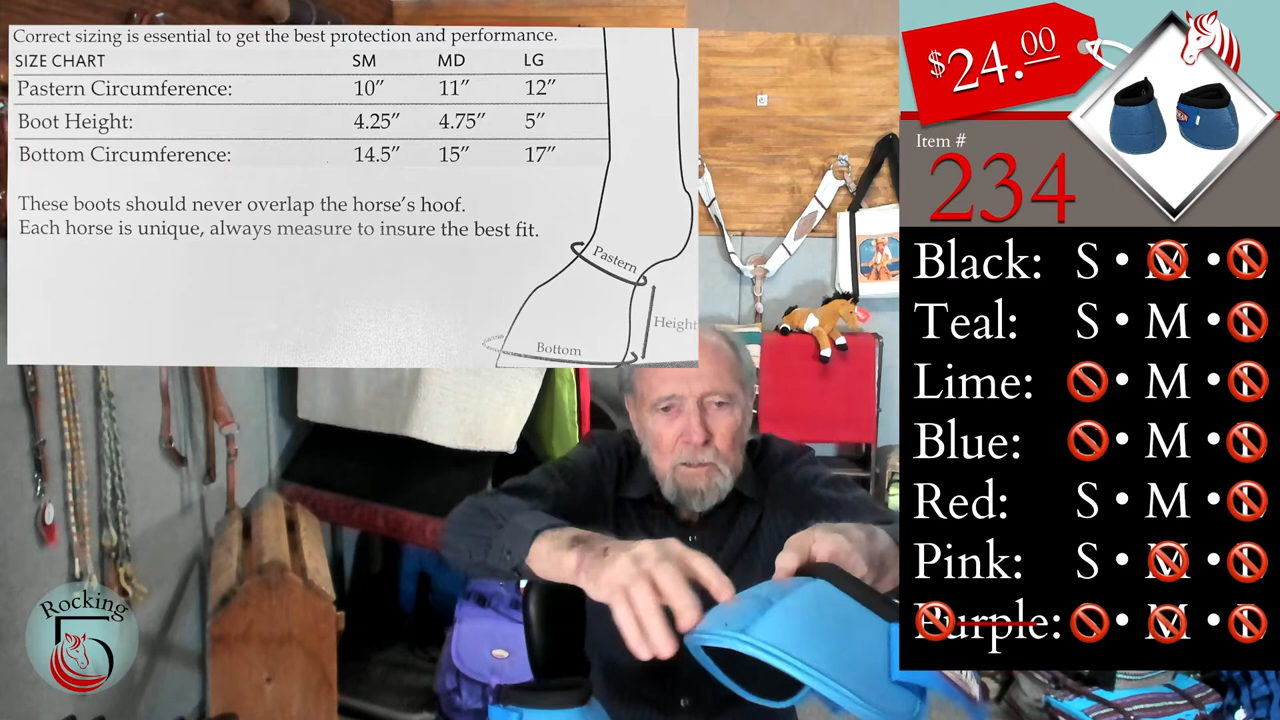 Correct sizing is essential to get the best protection and performance.
SIZE CHART SM MD LG
Pastern Circumference: 10″ 11″ 12″
Boot Height: 4.25″ 4.75″ 5″
Bottom Circumference: 14.5″ 15″ 17″
These boots should never overlap the horse's hoof.
Each horse is unique, always measure to insure the best fit.
Pastern
Height
Bottom
Rocking
5
$24.00
Item #
234
Black: S • M • L
Teal: S • M • L
Lime: • M • L
Blue: • M • L
Red: S • M • L
Pink: S • M • L
Purple: • M • L